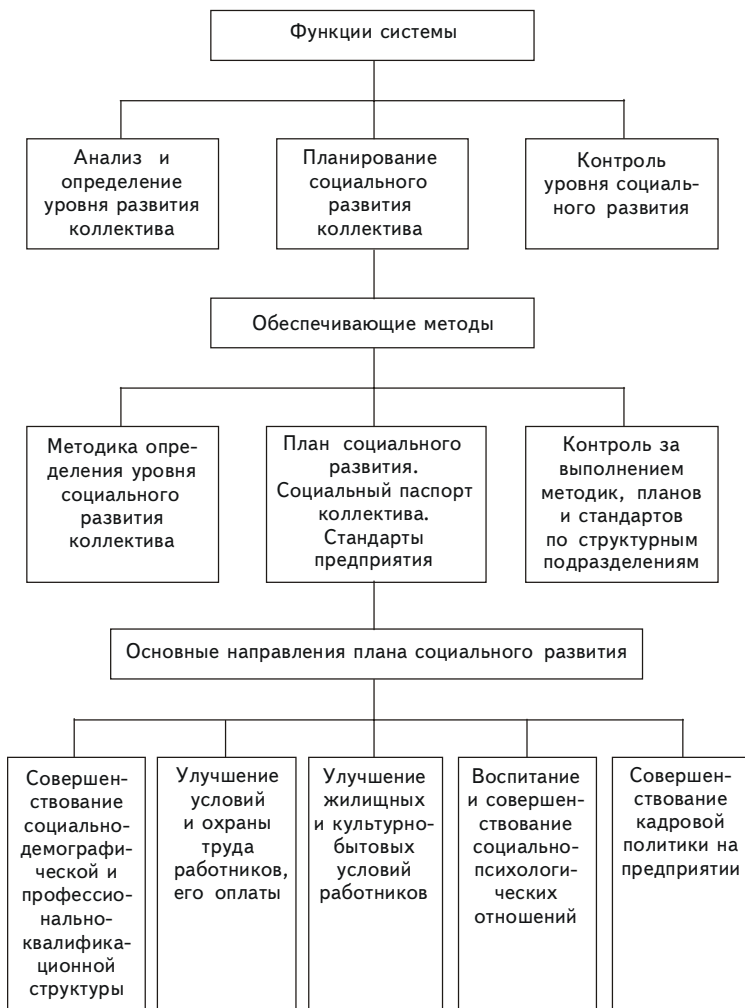 Функции системы
Анализ и
определение
уровня развития
коллектива
Планирование
социального
развития
коллектива
Контроль
уровня социаль-
ного развития
Обеспечивающие методы
Методика опре-
деления уровня
социального
развития
коллектива
План социального
развития.
Социальный паспорт
коллектива.
Стандарты
предприятия
Контроль за
выполнением
методик, планов
и стандартов
по структурным
подразделениям
Основные направления плана социального развития
Совершен-
ствование
социально-
демографи-
ческой и
профессио-
нально-
квалифика-
ционной
структуры
Улучшение
условий
и охраны
труда
работников,
его оплаты
Улучшение
жилищных
и культурно-
бытовых
условий
работников
Воспитание
и совершен-
ствование
социально-
психологи-
ческих
отношений
Совершен-
ствование
кадровой
политики на
предприятии